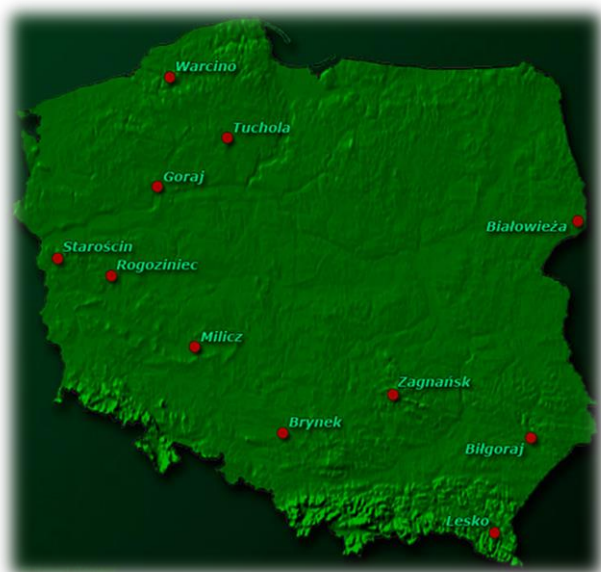 Warcino
Tuchola
Goraj
Białowieża
Starościn
Rogoziniec
Milicz
Zagnańsk
Brynek
Biłgoraj
Lesko